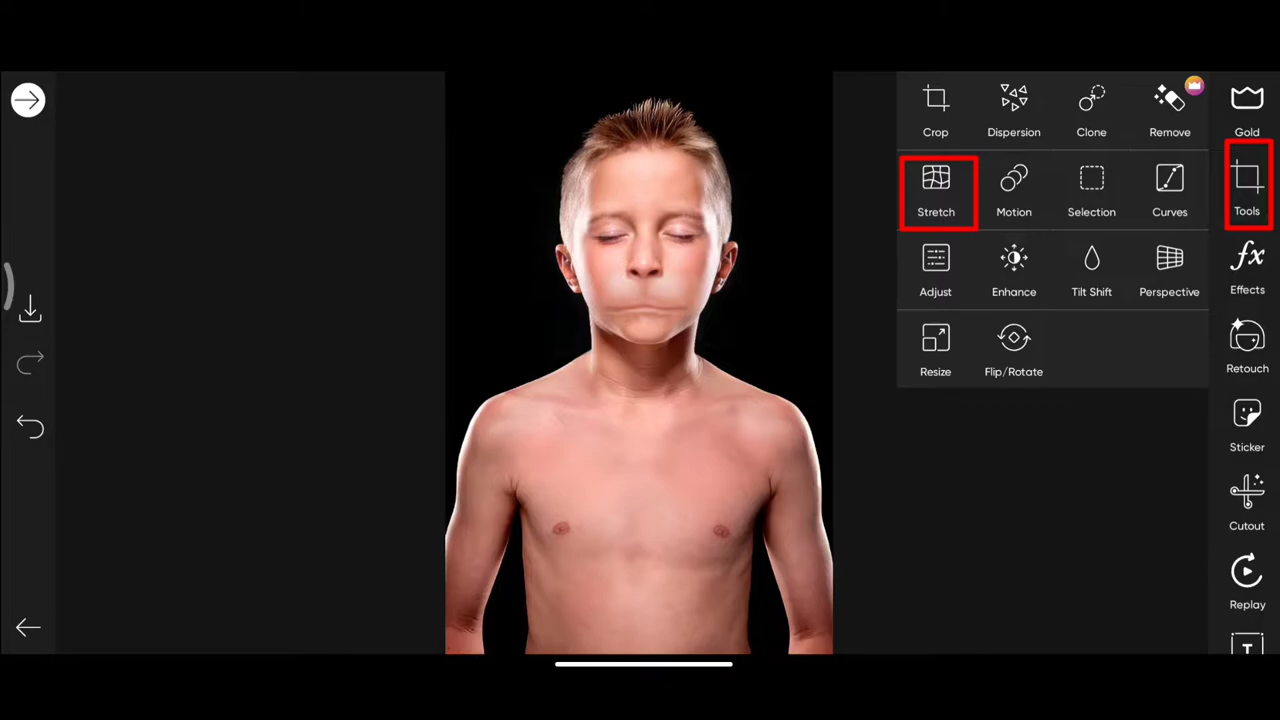 Crop Dispersion Clone Remove
Stretch Motion Selection Curves
Adjust Enhance Tilt Shift Perspective
Resize Flip/Rotate
Gold
Tools
fx
Effects
Retouch
Sticker
Cutout
Replay
T